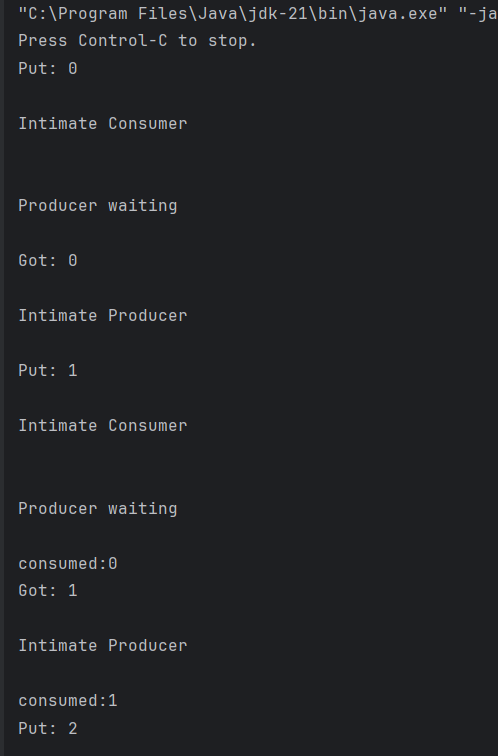 "C:\Program Files\Java\jdk-21\bin\java.exe" "-ja
Press Control-C to stop.
Put: 0
Intimate Consumer
Producer waiting
Got: 0
Intimate Producer
Put: 1
Intimate Consumer
Producer waiting
consumed:0
Got: 1
Intimate Producer
consumed:1
Put: 2